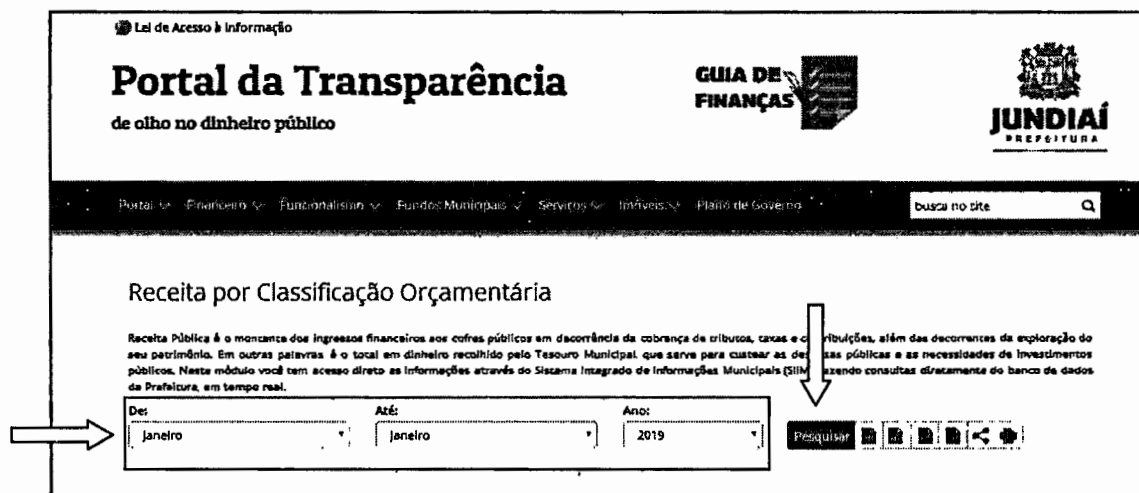 Lei de Acesso à Informação
Portal da Transparência
de olho no dinheiro público
GUIA DE
FINANÇAS
JUNDIAÍ
PREFEITURA
Portal Financeiro Funcionalismo Fundos Municipais Serviços Imóveis Plano de Governo
busca no site
Receita por Classificação Orçamentária
Receita Pública é o montante dos ingressos financeiros aos cofres públicos em decorrência da cobrança de tributos, taxas e c ribuições, além das decorrentes da exploração do
seu patrimônio. Em outras palavras é o total em dinheiro recolhido pelo Tesouro Municipal que serve para custear as de sas públicas e as necessidades de investimentos
públicos. Neste módulo você tem acesso direto as informações através do Sistema Integrado de Informações Municipais (SIIM azendo consultas diretamente do banco de dados
da Prefeitura, em tempo real.
De: Até: Ano:
Janeiro Janeiro 2019 Pesquisar